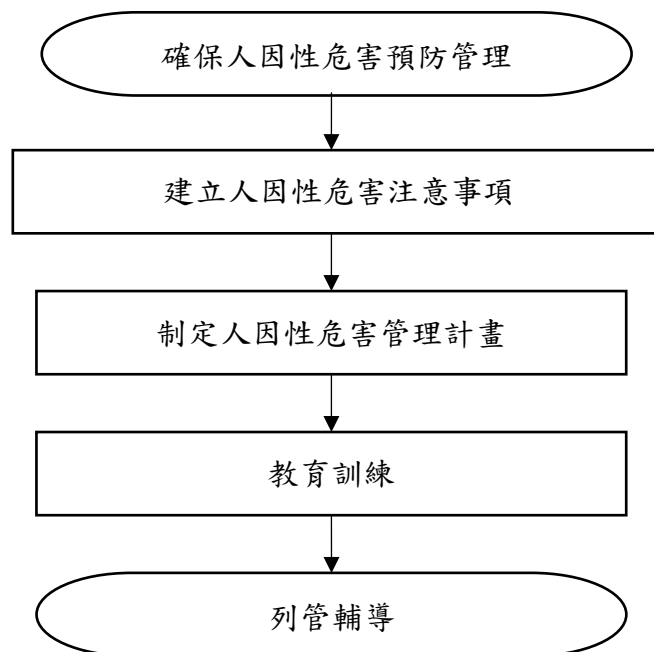 確保人因性危害預防管理
建立人因性危害注意事項
制定人因性危害管理計畫
教育訓練
列管輔導